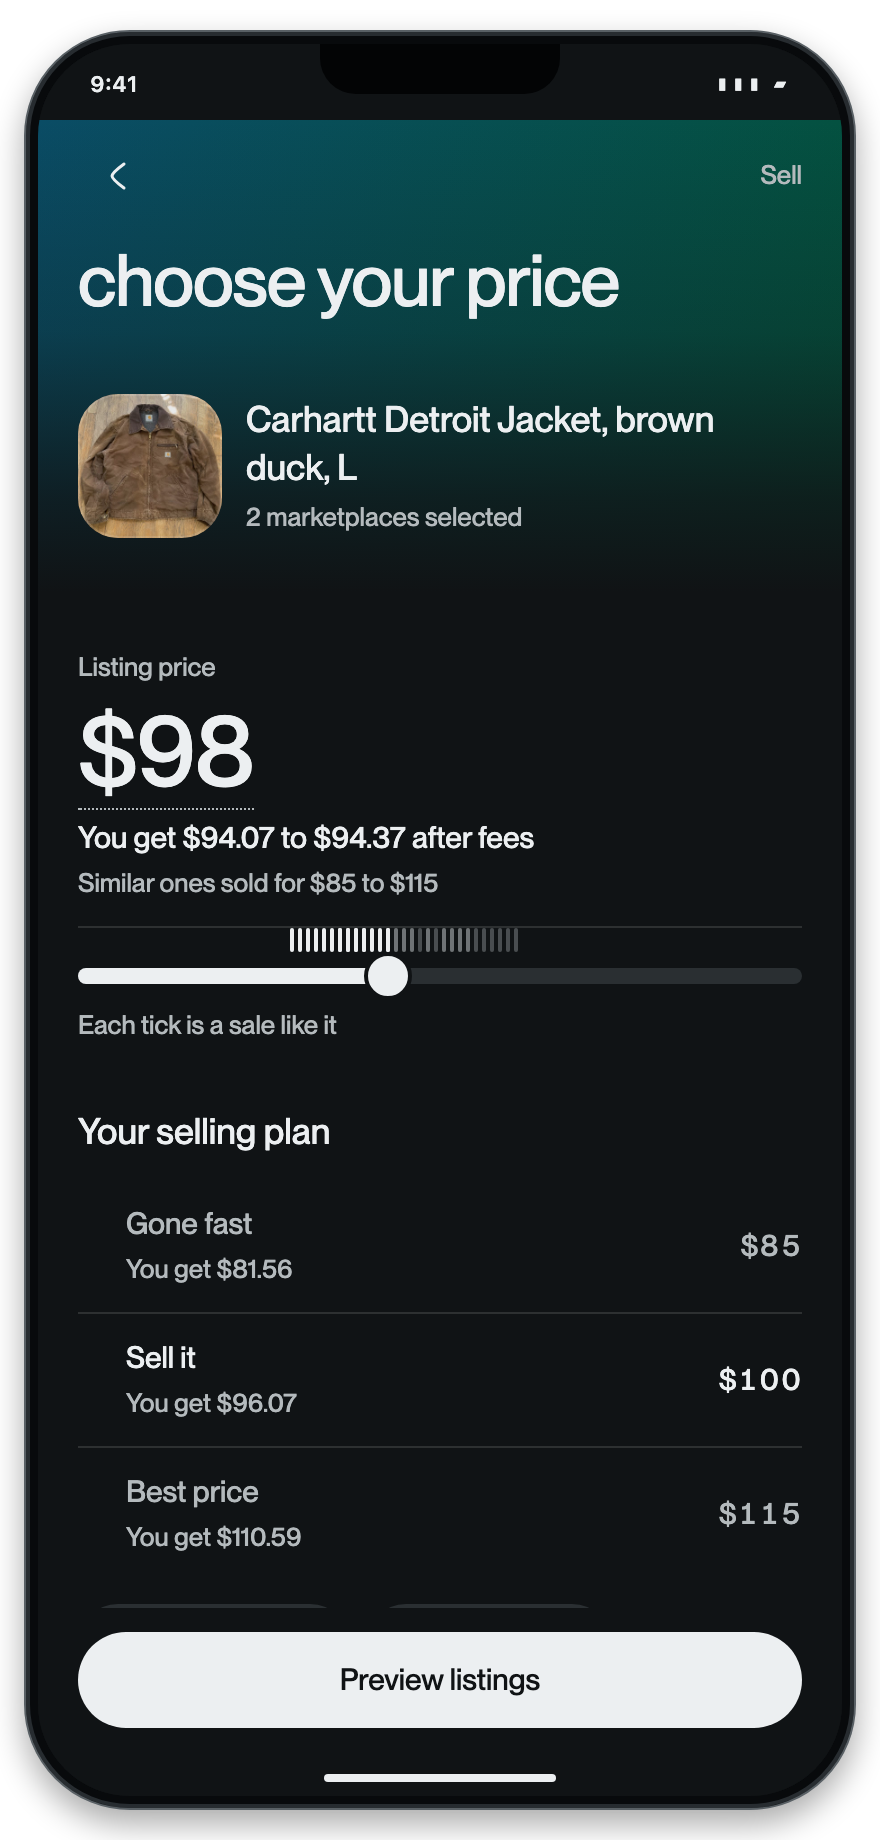 9:41
Sell
choose your price
Carhartt Detroit Jacket, brown
duck, L
2 marketplaces selected
Listing price
$98
You get $94.07 to $94.37 after fees
Similar ones sold for $85 to $115
Each tick is a sale like it
Your selling plan
Gone fast
$85
You get $81.56
Sell it
$100
You get $96.07
Best price
$115
You get $110.59
Preview listings